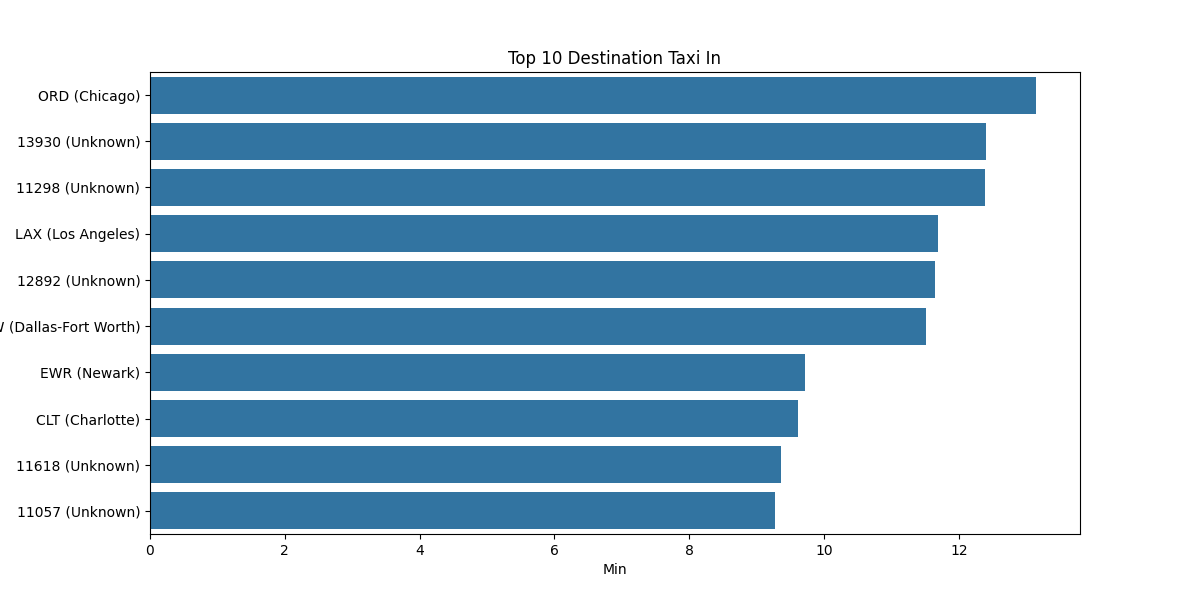 Top 10 Destination Taxi In
ORD (Chicago)
13930 (Unknown)
11298 (Unknown)
LAX (Los Angeles)
12892 (Unknown)
(Dallas-Fort Worth)
EWR (Newark)
CLT (Charlotte)
11618 (Unknown)
11057 (Unknown)
0 2 4 6 8 10 12
Min